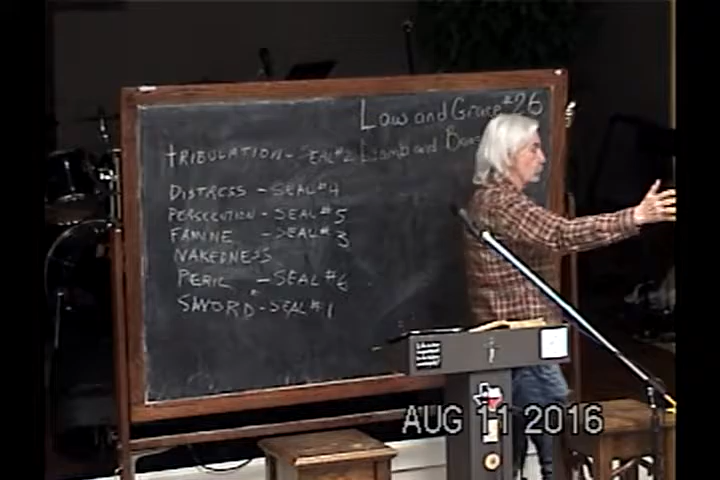 Law and Grace #26
Lamb and
TRIBULATION - SEAL #2
DISTRESS - SEAL #4
PERSECUTION - SEAL #5
FAMINE - SEAL # 3
NAKEDNESS
PERIL - SEAL #6
SWORD - SEAL #1
AUG 11 2016